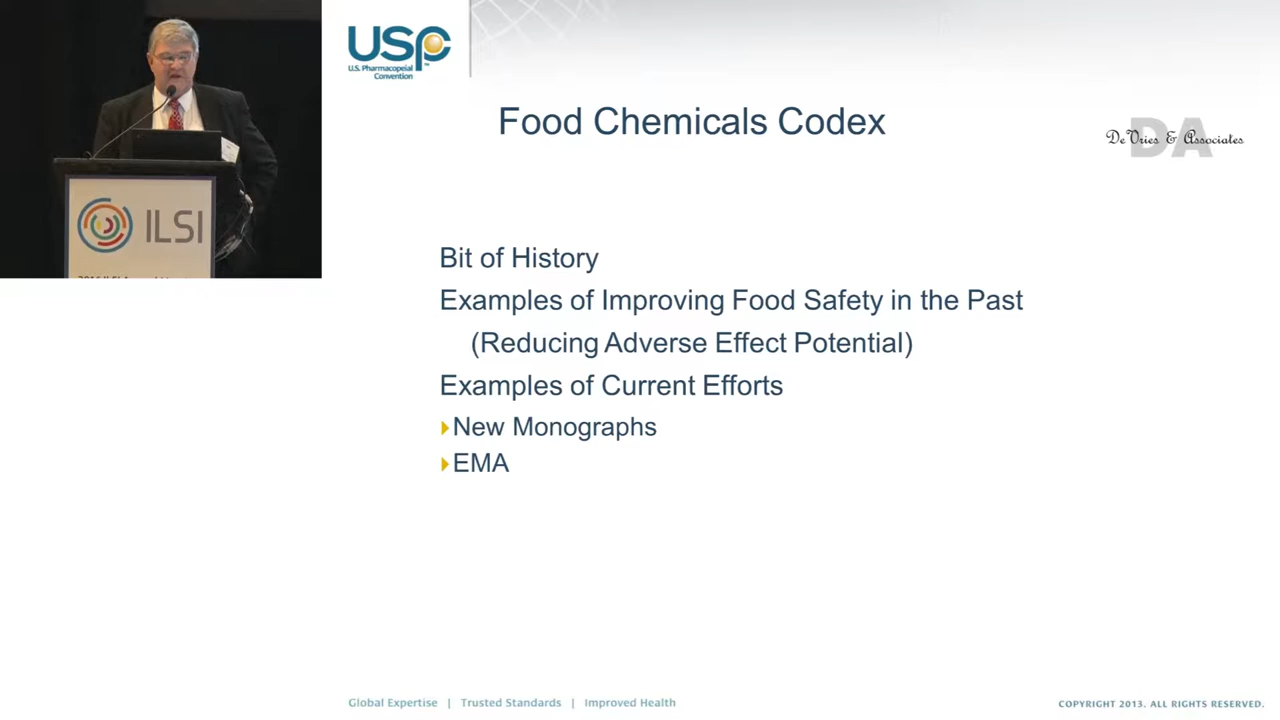 USP
U.S. Pharmacopeial
Convention
Food Chemicals Codex
DA
DeVries & Associates
ILSI
Bit of History
Examples of Improving Food Safety in the Past
(Reducing Adverse Effect Potential)
Examples of Current Efforts
New Monographs
EMA
Global Expertise | Trusted Standards | Improved Health
COPYRIGHT 2013. ALL RIGHTS RESERVED.